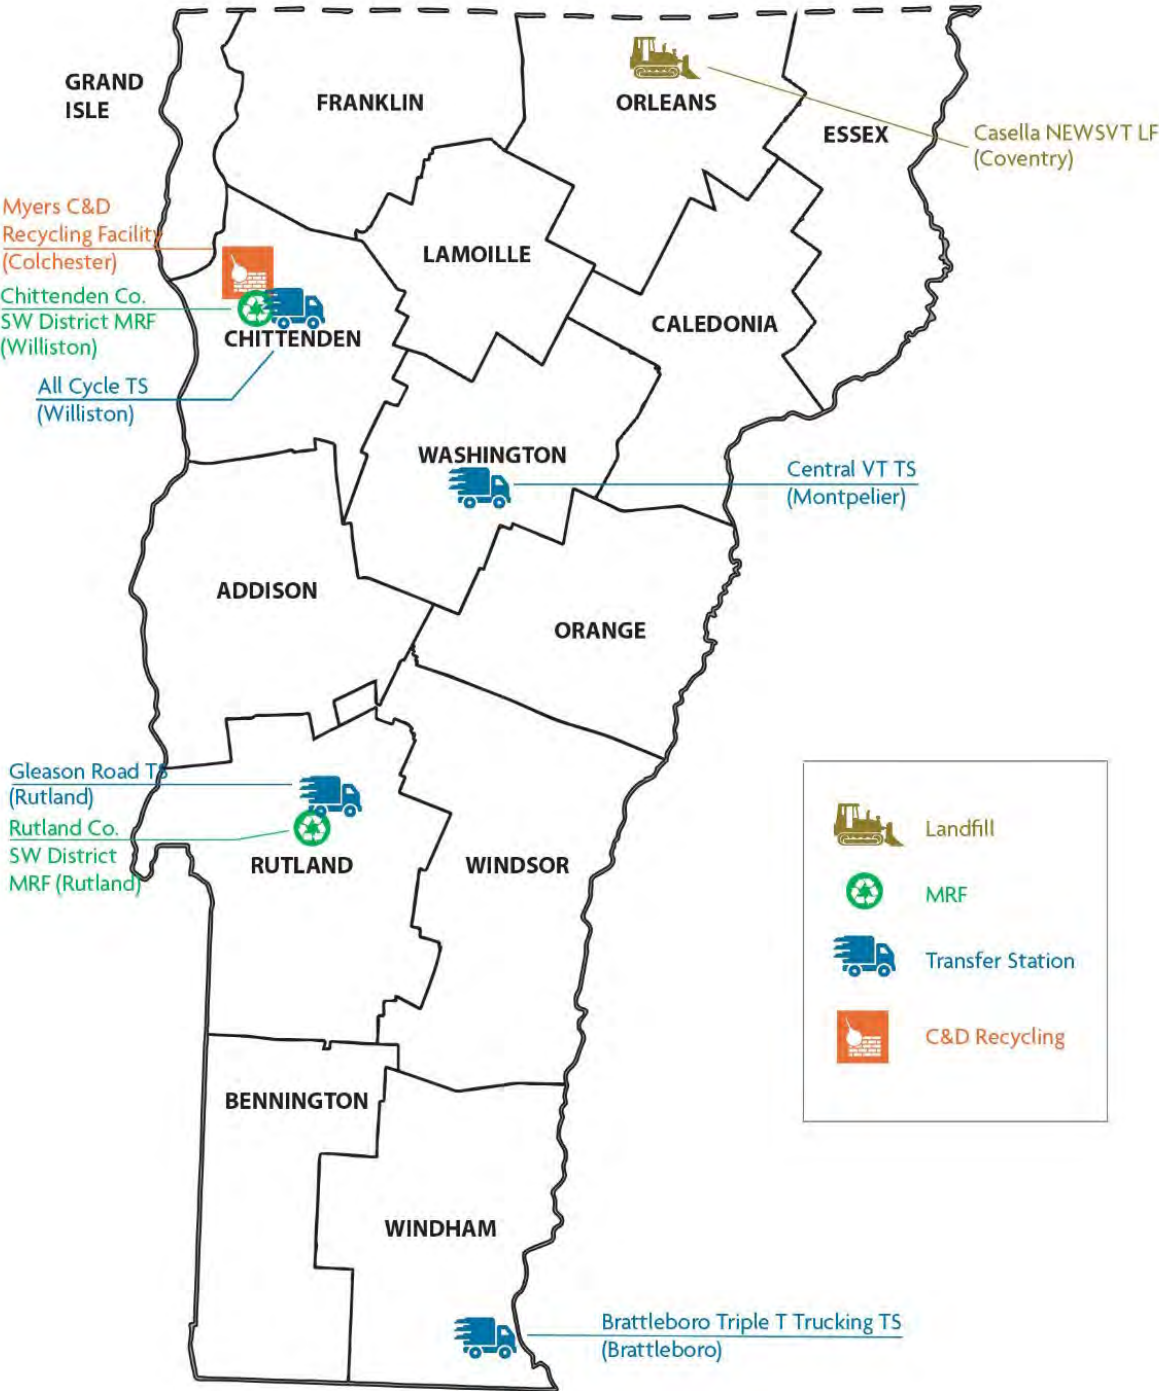 GRAND
ISLE
FRANKLIN
ORLEANS
ESSEX
Casella NEWSVT LF
(Coventry)
Myers C&D
Recycling Facility
(Colchester)
LAMOILLE
Chittenden Co.
SW District MRF
(Williston)
CHITTENDEN
CALEDONIA
All Cycle TS
(Williston)
WASHINGTON
Central VT TS
(Montpelier)
ADDISON
ORANGE
Gleason Road TS
(Rutland)
Rutland Co.
SW District
MRF (Rutland)
RUTLAND
WINDSOR
Landfill
MRF
Transfer Station
C&D Recycling
BENNINGTON
WINDHAM
Brattleboro Triple T Trucking TS
(Brattleboro)